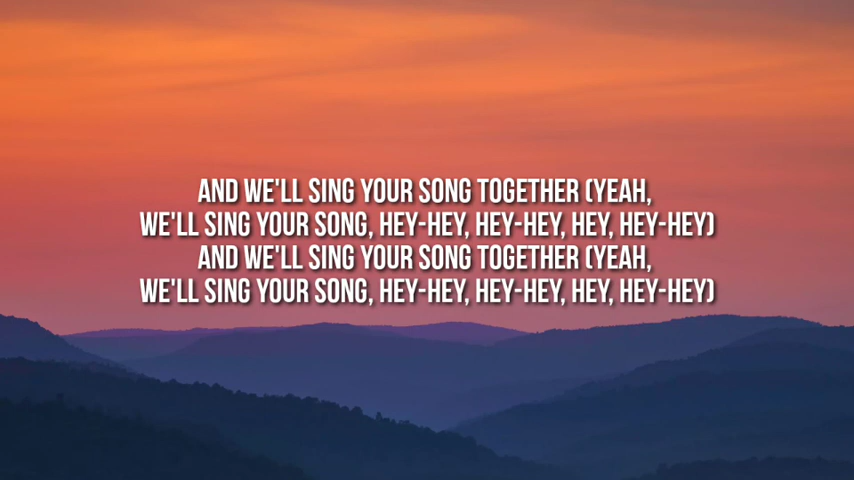 AND WE'LL SING YOUR SONG TOGETHER (YEAH,
WE'LL SING YOUR SONG, HEY-HEY, HEY-HEY, HEY, HEY-HEY)
AND WE'LL SING YOUR SONG TOGETHER (YEAH,
WE'LL SING YOUR SONG, HEY-HEY, HEY-HEY, HEY, HEY-HEY)